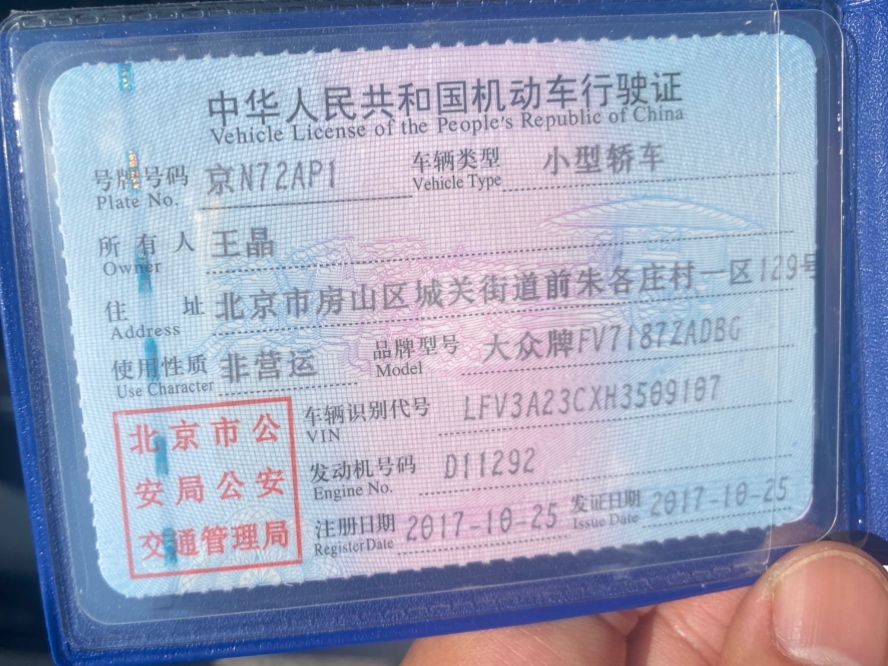 中华人民共和国机动车行驶证
Vehicle License of the People's Republic of China
号牌号码 京N72AP1 车辆类型 小型轿车
Plate No. Vehicle Type
所有人 王晶
Owner
住址 北京市房山区城关街道前朱各庄村一区129号
Address
使用性质 非营运 品牌型号 大众牌FV7187ZADBG
Use Character Model
车辆识别代号 LFV3A23CXH3509107
VIN
发动机号码 D11292
Engine No.
注册日期 2017-10-25 发证日期 2017-10-25
Register Date Issue Date
北京市公
安局公安
交通管理局